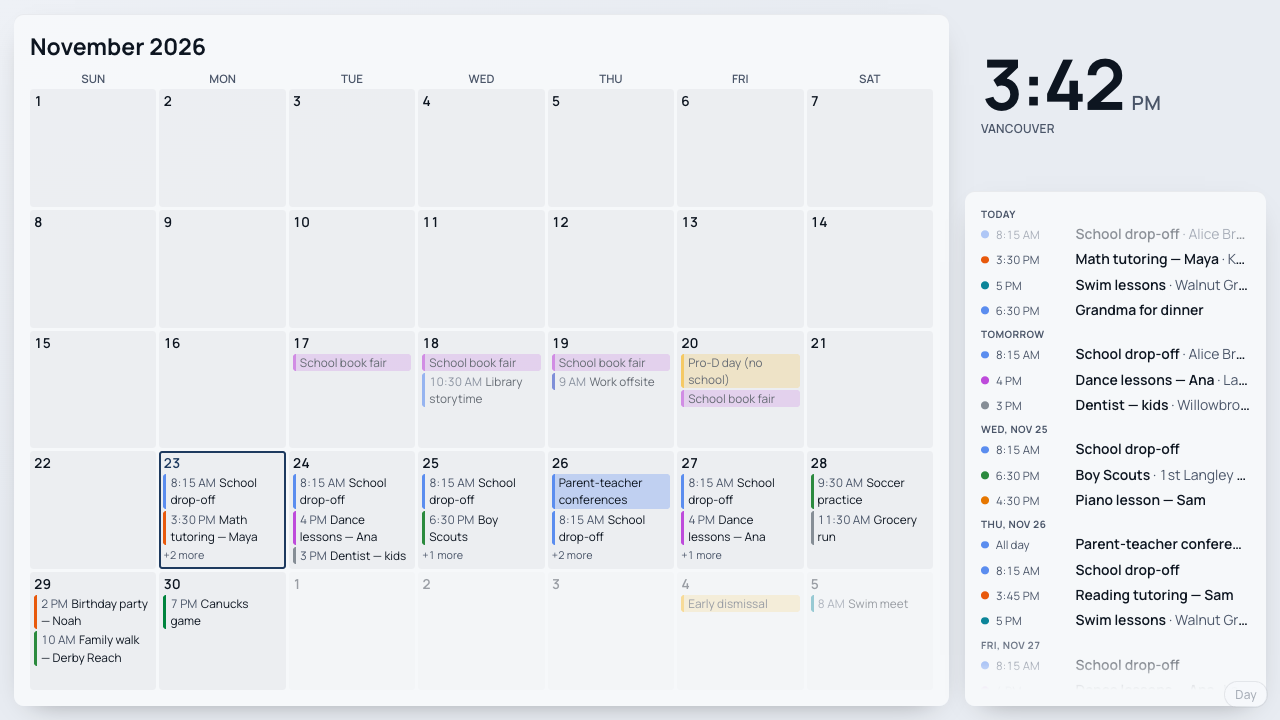 November 2026
SUN MON TUE WED THU FRI SAT
1 2 3 4 5 6 7
8 9 10 11 12 13 14
15 16 17 18 19 20 21
School book fair
School book fair
10:30 AM Library
storytime
School book fair
9 AM Work offsite
Pro-D day (no
school)
School book fair
22 23 24 25 26 27 28
8:15 AM School
drop-off
3:30 PM Math
tutoring — Maya
+2 more
8:15 AM School
drop-off
4 PM Dance
lessons — Ana
3 PM Dentist — kids
8:15 AM School
drop-off
6:30 PM Boy
Scouts
+1 more
Parent-teacher
conferences
8:15 AM School
drop-off
+2 more
8:15 AM School
drop-off
4 PM Dance
lessons — Ana
+1 more
9:30 AM Soccer
practice
11:30 AM Grocery
run
29 30 1 2 3 4 5
2 PM Birthday party
— Noah
10 AM Family walk
— Derby Reach
7 PM Canucks
game
Early dismissal
8 AM Swim meet
3:42 PM
VANCOUVER
TODAY
8:15 AM School drop-off · Alice Br…
3:30 PM Math tutoring — Maya · K…
5 PM Swim lessons · Walnut Gr…
6:30 PM Grandma for dinner
TOMORROW
8:15 AM School drop-off · Alice Br…
4 PM Dance lessons — Ana · La…
3 PM Dentist — kids · Willowbro…
WED, NOV 25
8:15 AM School drop-off
6:30 PM Boy Scouts · 1st Langley …
4:30 PM Piano lesson — Sam
THU, NOV 26
All day Parent-teacher confere…
8:15 AM School drop-off
3:45 PM Reading tutoring — Sam
5 PM Swim lessons · Walnut Gr…
FRI, NOV 27
8:15 AM School drop-off
Day